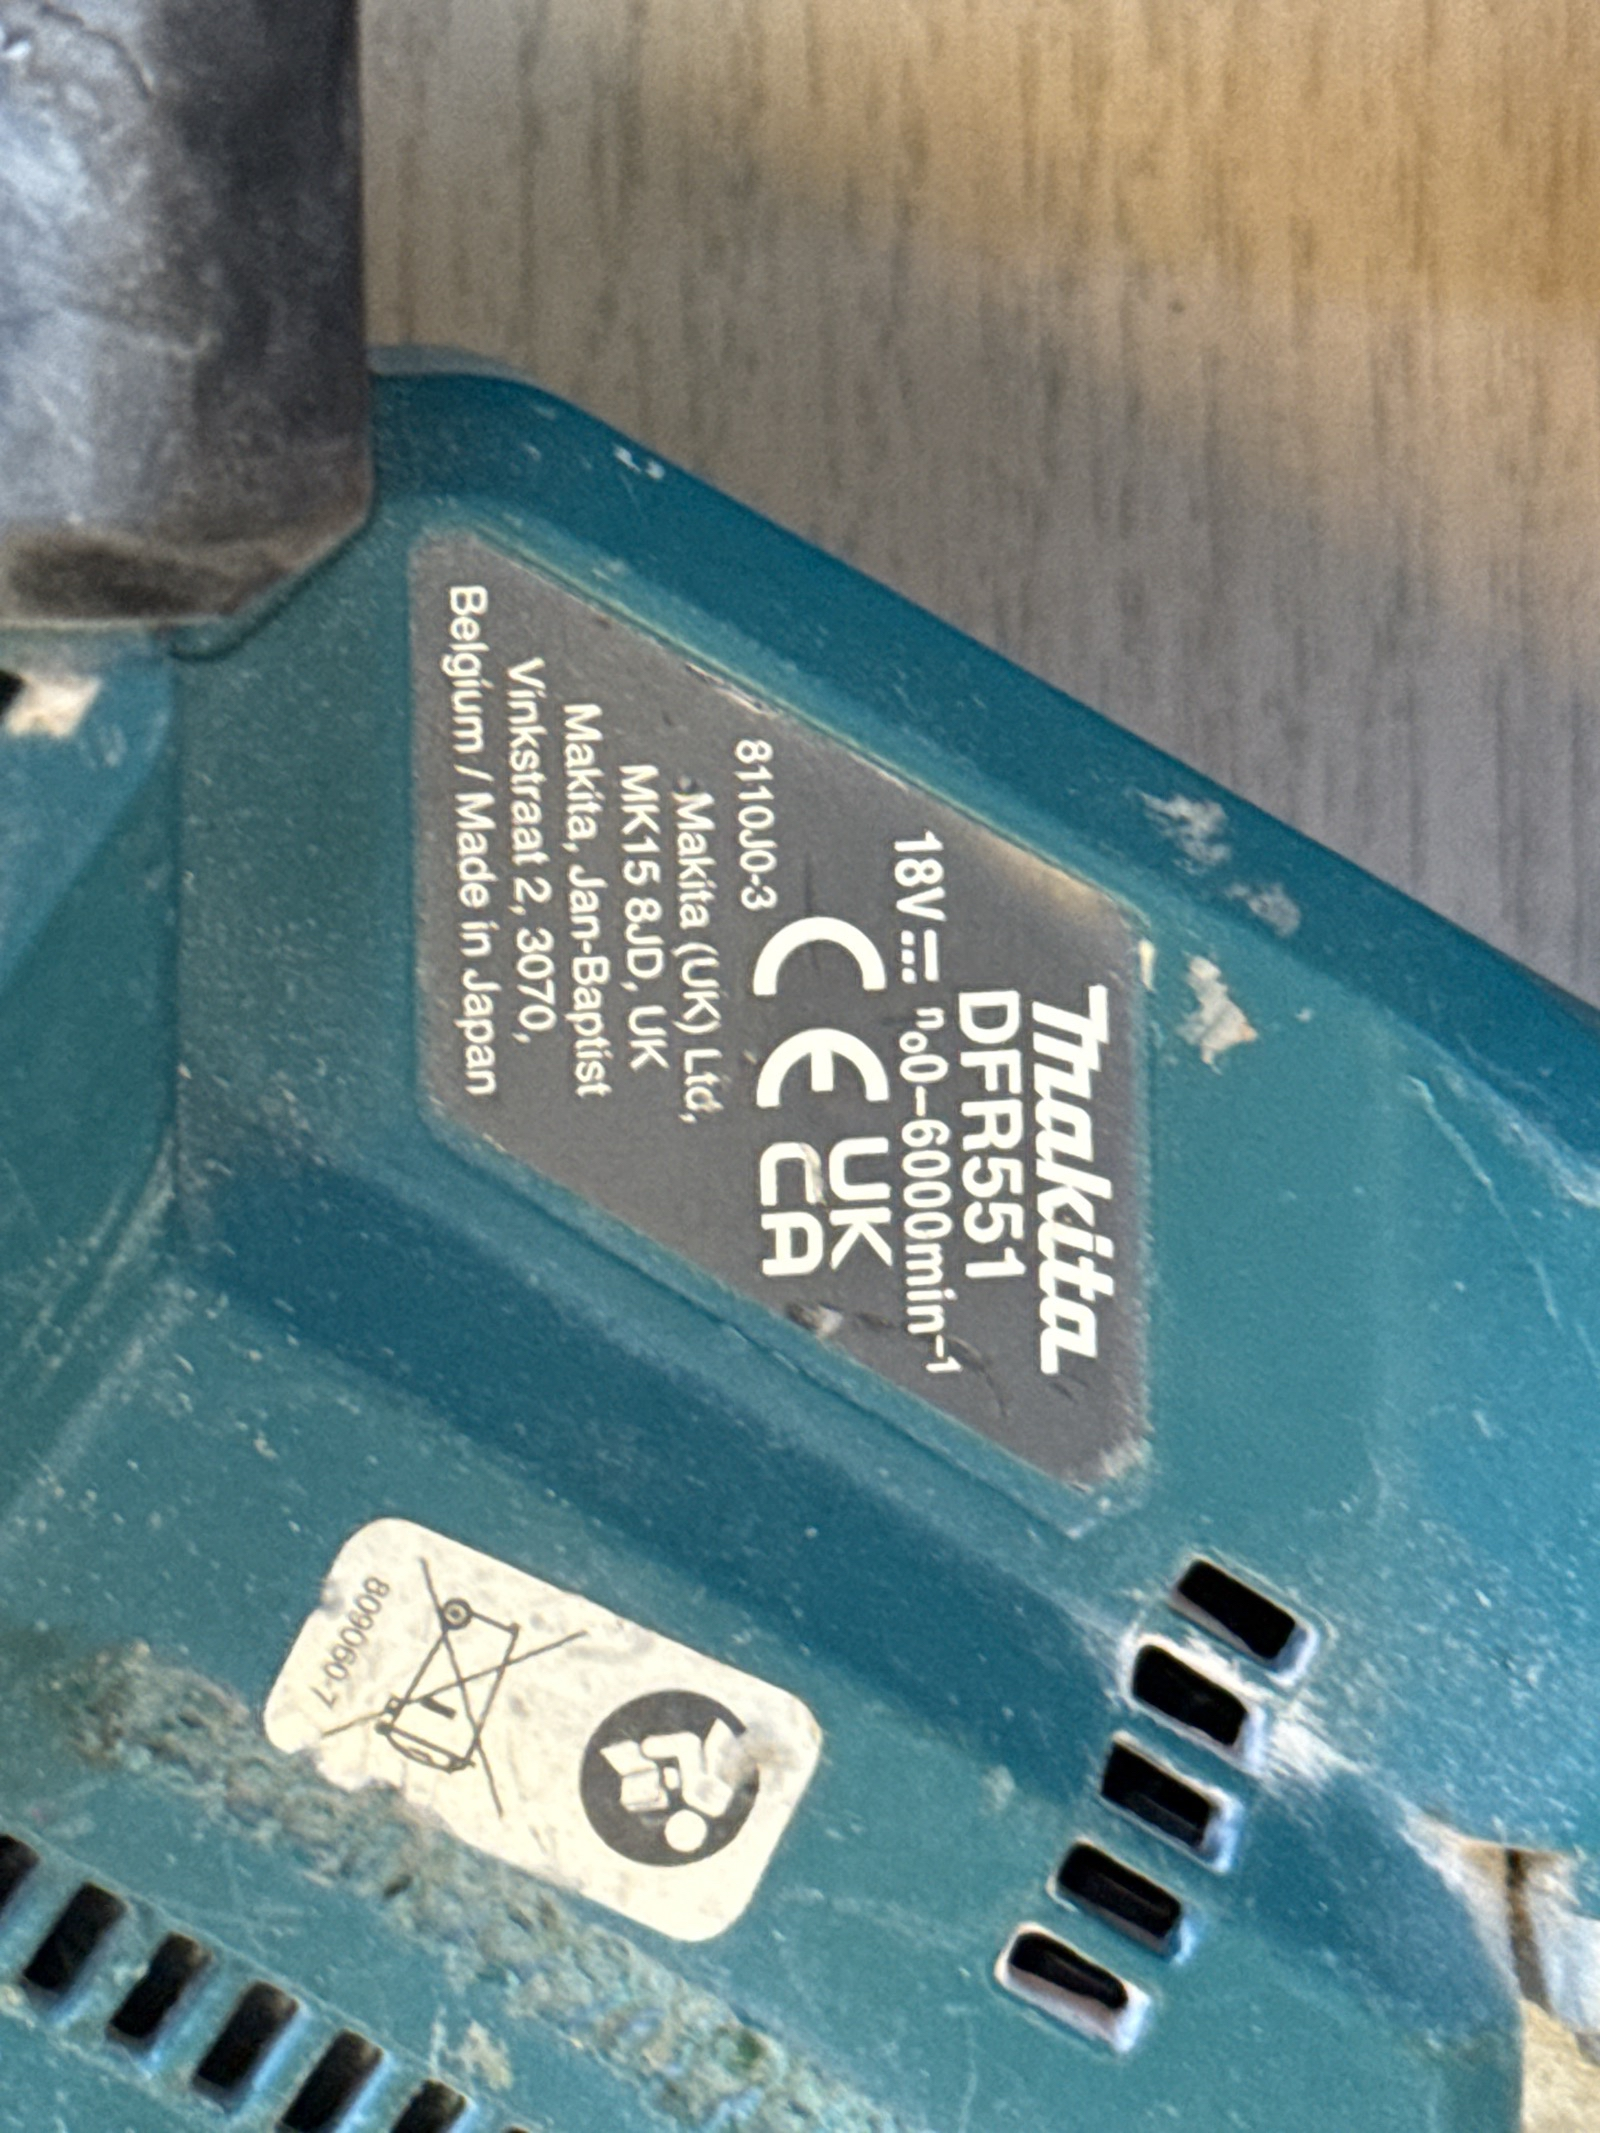 Makita
DFR551
18V⎓ n₀0–6000min⁻¹
CE UK
CA
8110J0-3
Makita (UK) Ltd,
MK15 8JD, UK
Makita, Jan-Baptist
Vinkstraat 2, 3070,
Belgium / Made in Japan
809060-7